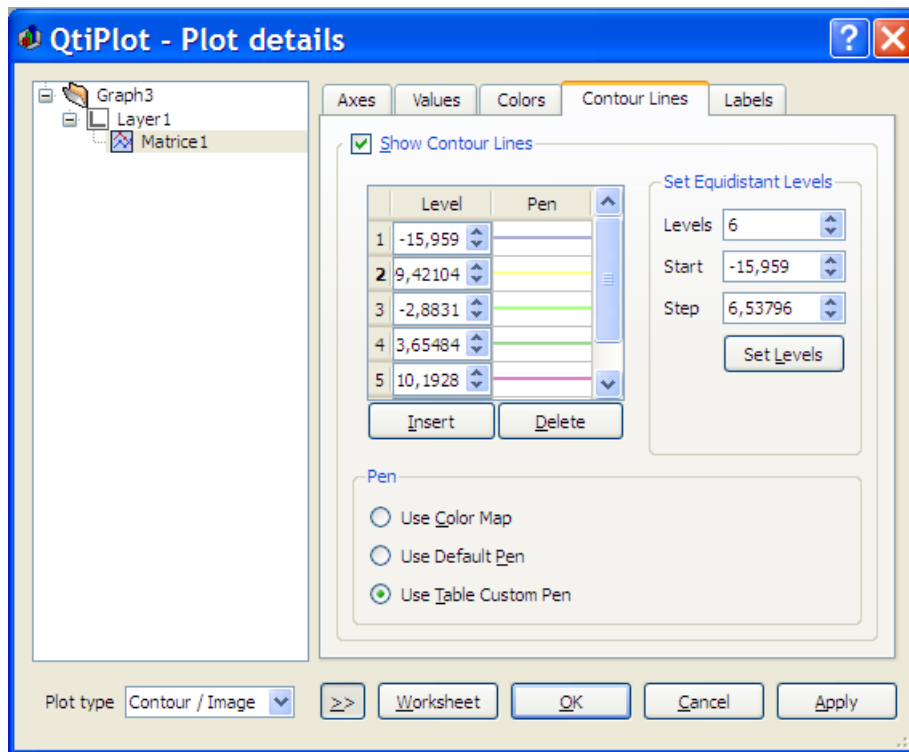 QtiPlot - Plot details
Graph3
Layer1
Matrice1
Axes Values Colors Contour Lines Labels
Show Contour Lines
Level Pen
1 -15,959
2 9,42104
3 -2,8831
4 3,65484
5 10,1928
Insert Delete
Set Equidistant Levels
Levels 6
Start -15,959
Step 6,53796
Set Levels
Pen
Use Color Map
Use Default Pen
Use Table Custom Pen
Plot type Contour / Image >> Worksheet OK Cancel Apply